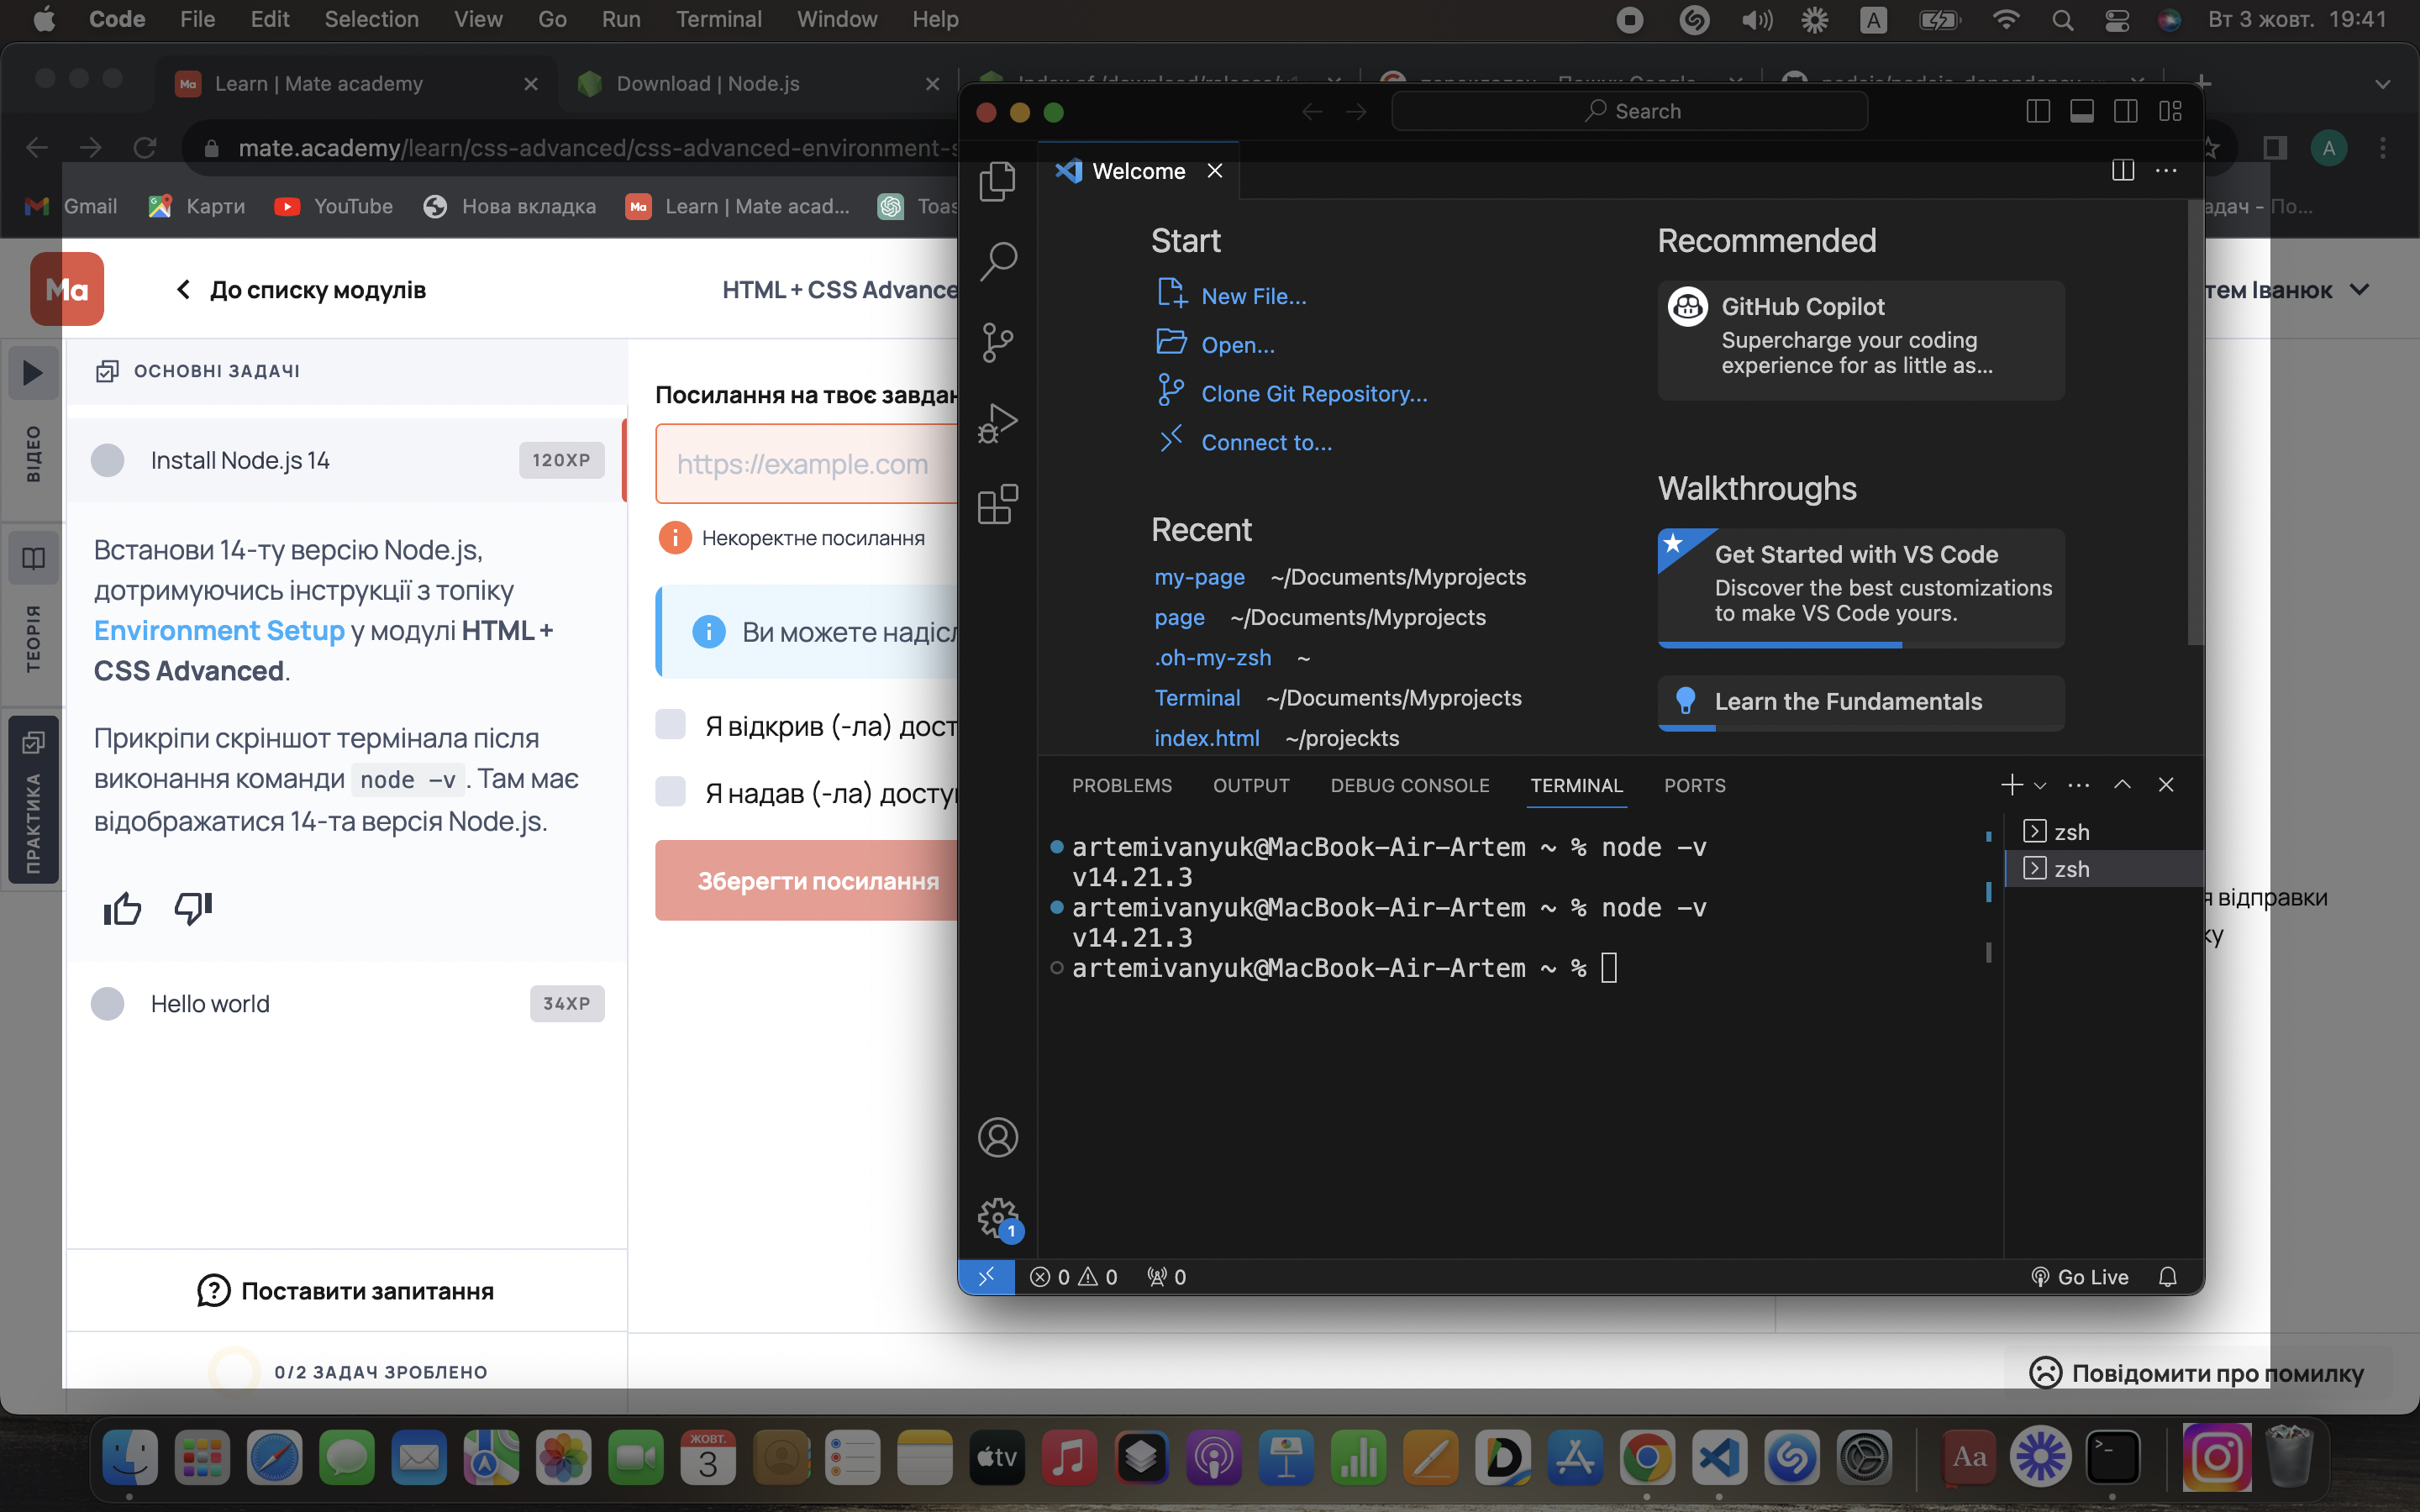 Code File Edit Selection View Go Run Terminal Window Help
A Вт 3 жовт. 19:41
Ma Learn | Mate academy
Download | Node.js
mate.academy/learn/css-advanced/css-advanced-environment-s
A
Gmail
Карти
YouTube
Нова вкладка
Ma Learn | Mate acad...
Toas
адач - По...
Ma
До списку модулів
HTML + CSS Advance
тем Іванюк
ВІДЕО
ТЕОРІЯ
ПРАКТИКА
ОСНОВНІ ЗАДАЧІ
Install Node.js 14
120XP
Встанови 14-ту версію Node.js,
дотримуючись інструкції з топіку
Environment Setup у модулі HTML +
CSS Advanced.
Прикріпи скріншот термінала після
виконання команди node -v. Там має
відображатися 14-та версія Node.js.
Hello world
34XP
Поставити запитання
0/2 ЗАДАЧ ЗРОБЛЕНО
Посилання на твоє завдан
https://example.com
Некоректне посилання
Ви можете надісл
Я відкрив (-ла) дост
Я надав (-ла) досту
Зберегти посилання
я відправки
ку
Повідомити про помилку
Search
Welcome
Start
New File...
Open...
Clone Git Repository...
Connect to...
Recent
my-page ~/Documents/Myprojects
page ~/Documents/Myprojects
.oh-my-zsh ~
Terminal ~/Documents/Myprojects
index.html ~/projeckts
Recommended
GitHub Copilot
Supercharge your coding
experience for as little as...
Walkthroughs
Get Started with VS Code
Discover the best customizations
to make VS Code yours.
Learn the Fundamentals
PROBLEMS OUTPUT DEBUG CONSOLE TERMINAL PORTS
artemivanyuk@MacBook-Air-Artem ~ % node -v
v14.21.3
artemivanyuk@MacBook-Air-Artem ~ % node -v
v14.21.3
artemivanyuk@MacBook-Air-Artem ~ %
zsh
zsh
1
0 0 0
Go Live
ЖОВТ.
3
tv
Aa